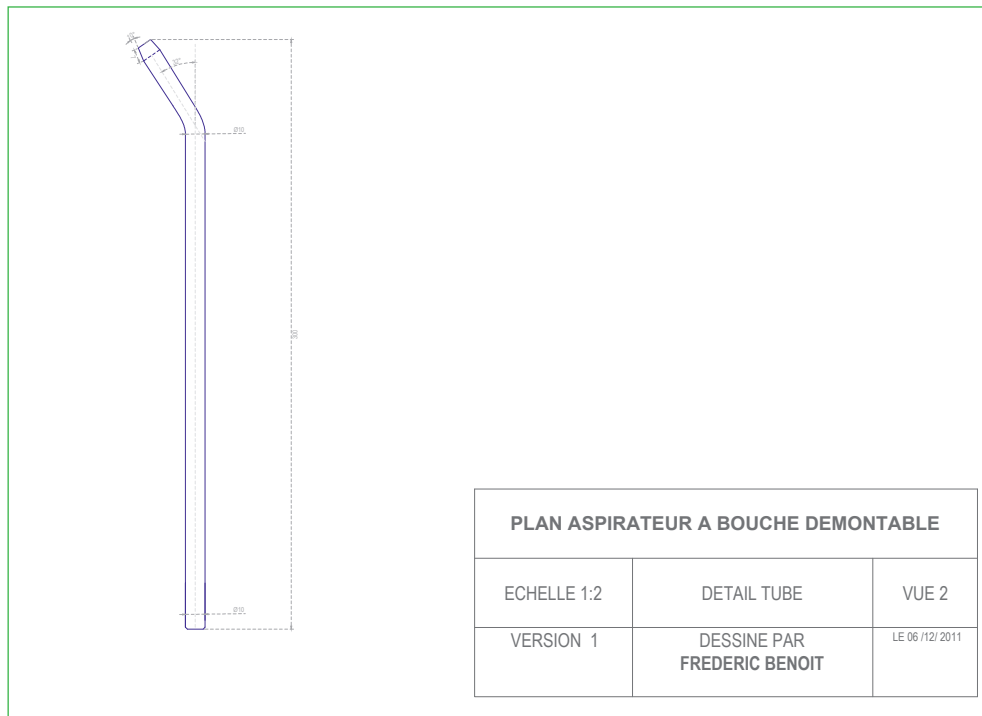 Ø10
300
Ø10
PLAN ASPIRATEUR A BOUCHE DEMONTABLE
ECHELLE 1:2
DETAIL TUBE
VUE 2
VERSION 1
DESSINE PAR
FREDERIC BENOIT
LE 06 /12/ 2011